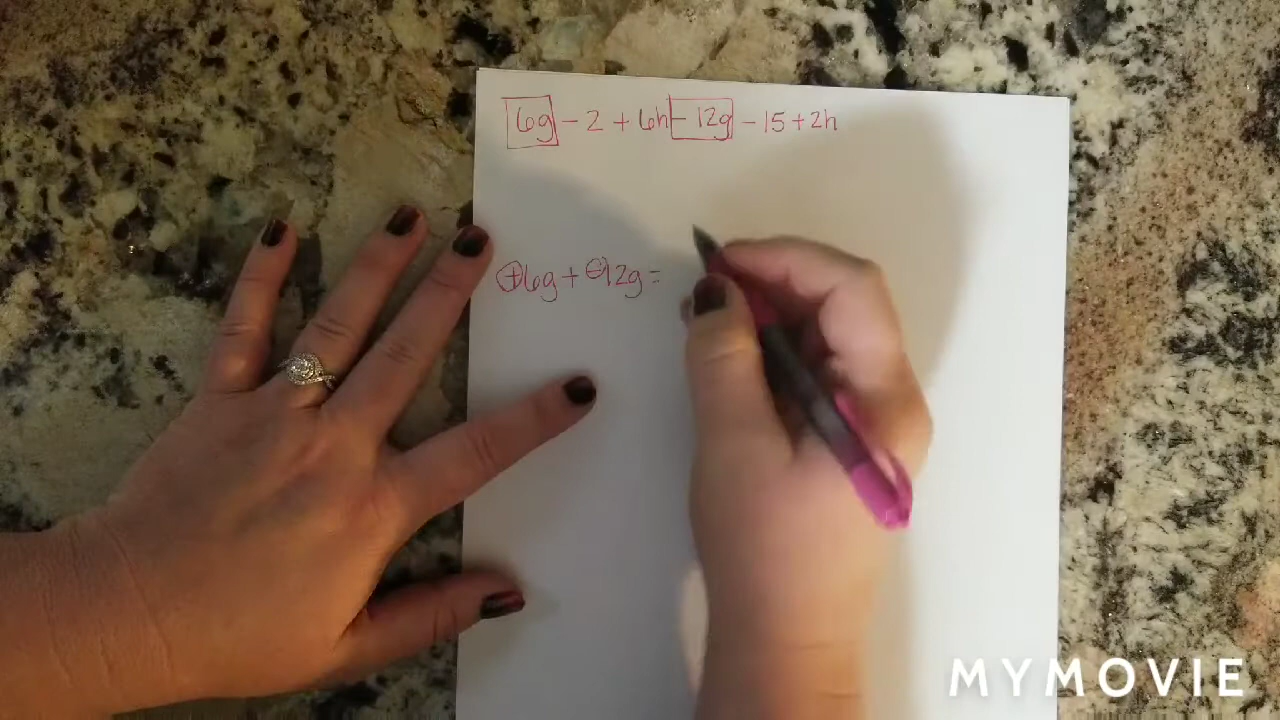 6g - 2 + 6h - 12g - 15 + 2h
+6g + -12g =
MYMOVIE